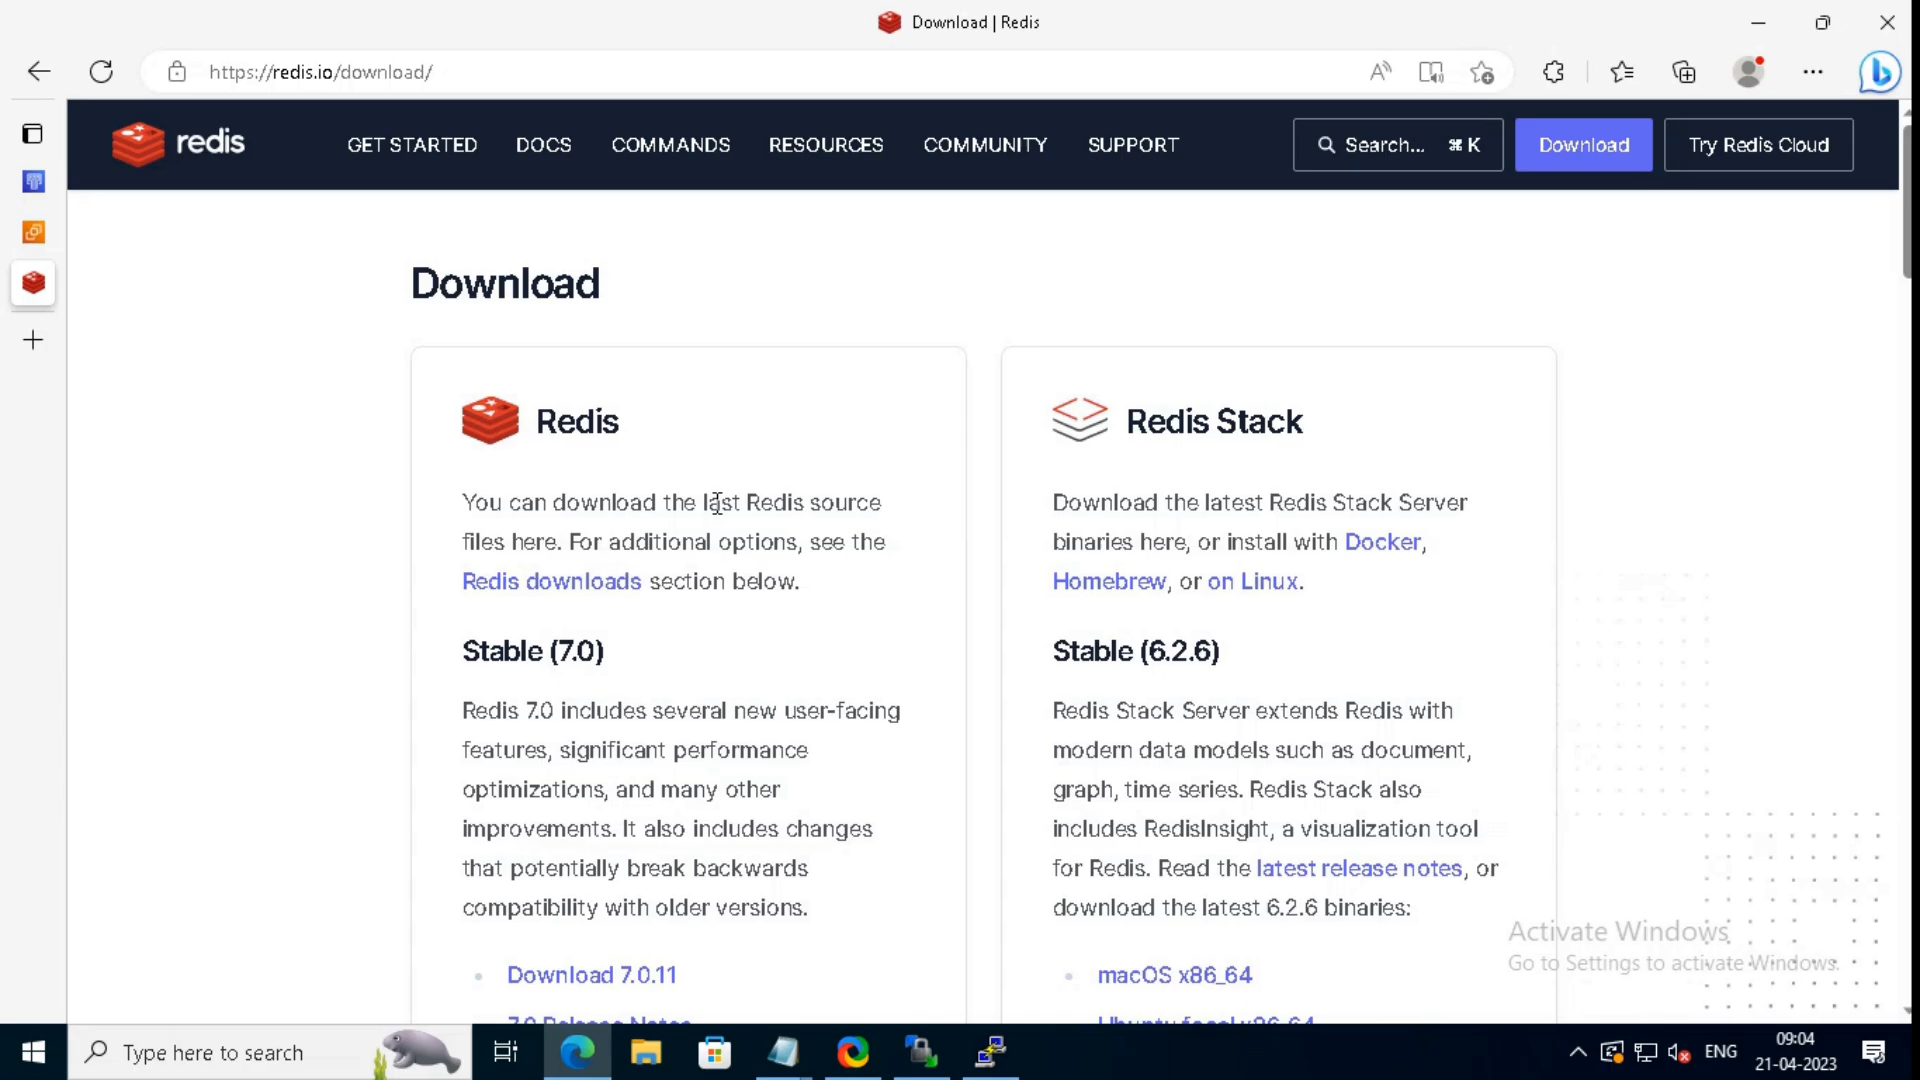 Download | Redis
https://redis.io/download/
redis
GET STARTED
DOCS
COMMANDS
RESOURCES
COMMUNITY
SUPPORT
Search... ⌘ K
Download
Try Redis Cloud
Download
Redis
You can download the last Redis source
files here. For additional options, see the
Redis downloads section below.
Stable (7.0)
Redis 7.0 includes several new user-facing
features, significant performance
optimizations, and many other
improvements. It also includes changes
that potentially break backwards
compatibility with older versions.
Download 7.0.11
7.0 Release Notes
Redis Stack
Download the latest Redis Stack Server
binaries here, or install with Docker,
Homebrew, or on Linux.
Stable (6.2.6)
Redis Stack Server extends Redis with
modern data models such as document,
graph, time series. Redis Stack also
includes RedisInsight, a visualization tool
for Redis. Read the latest release notes, or
download the latest 6.2.6 binaries:
macOS x86_64
Ubuntu focal x86_64
Activate Windows
Go to Settings to activate Windows.
Type here to search
ENG
09:04
21-04-2023